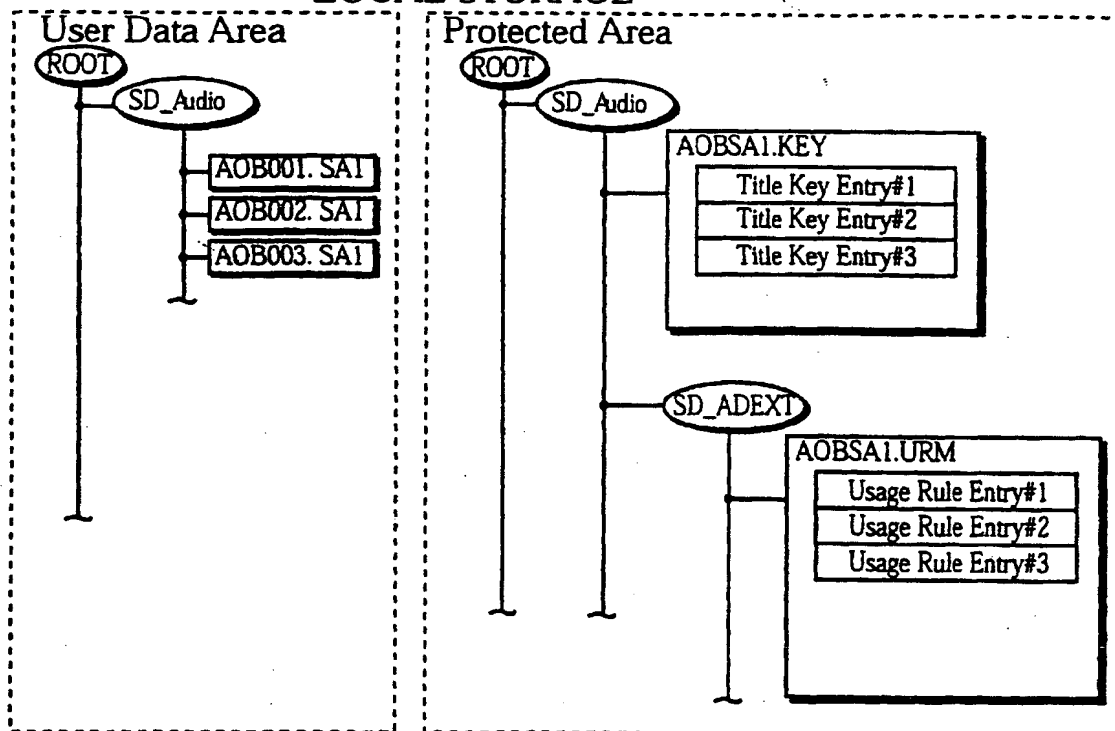 User Data Area
ROOT
SD_Audio
AOB001. SA1
AOB002. SA1
AOB003. SA1
Protected Area
ROOT
SD_Audio
AOBSA1.KEY
Title Key Entry#1
Title Key Entry#2
Title Key Entry#3
SD_ADEXT
AOBSA1.URM
Usage Rule Entry#1
Usage Rule Entry#2
Usage Rule Entry#3